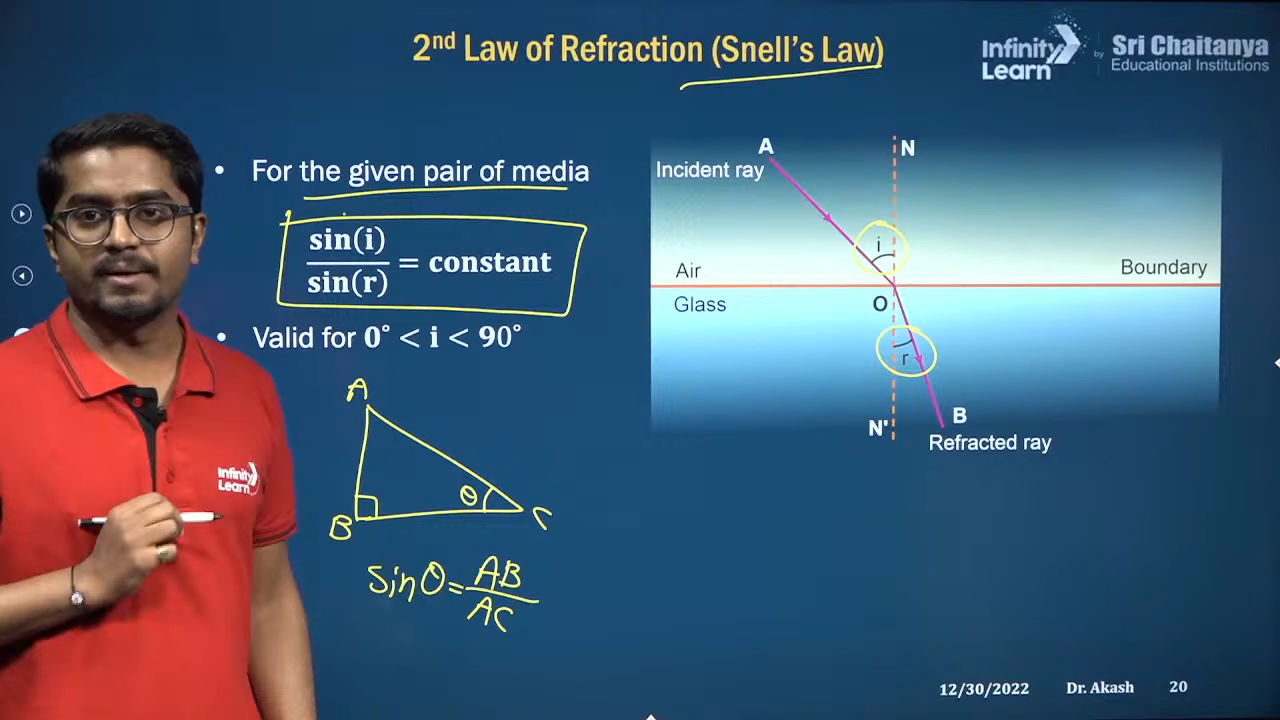 2nd Law of Refraction (Snell's Law)
Infinity Learn
by
Sri Chaitanya
Educational Institutions
• For the given pair of media
sin(i)
sin(r)
= constant
• Valid for 0° < i < 90°
A
B
C
θ
sinθ = AB
AC
A
Incident ray
N
i
Air
Boundary
Glass
O
r
N'
B
Refracted ray
Infinity
Learn
12/30/2022
Dr. Akash
20